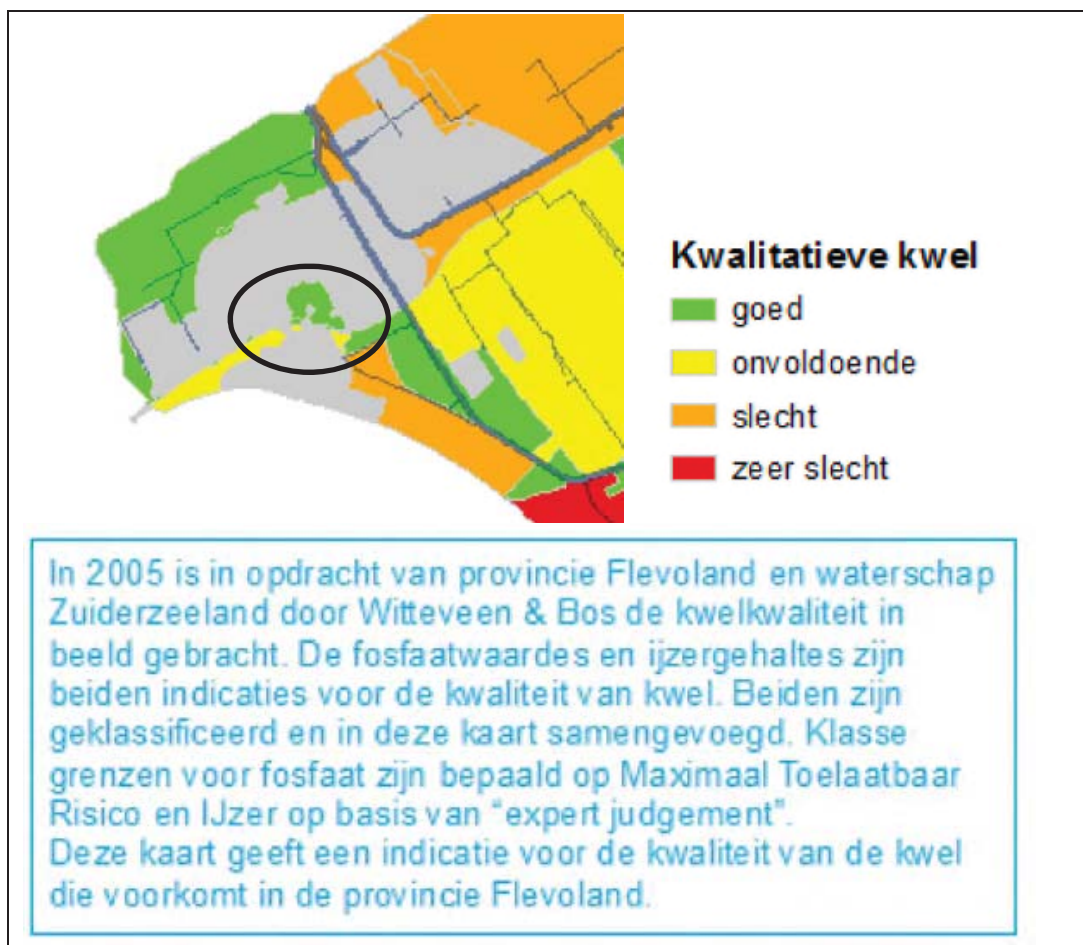 Kwalitatieve kwel
goed
onvoldoende
slecht
zeer slecht
In 2005 is in opdracht van provincie Flevoland en waterschap
Zuiderzeeland door Witteveen & Bos de kwelkwaliteit in
beeld gebracht. De fosfaatwaardes en ijzergehaltes zijn
beiden indicaties voor de kwaliteit van kwel. Beiden zijn
geklassificeerd en in deze kaart samengevoegd. Klasse
grenzen voor fosfaat zijn bepaald op Maximaal Toelaatbaar
Risico en IJzer op basis van “expert judgement”.
Deze kaart geeft een indicatie voor de kwaliteit van de kwel
die voorkomt in de provincie Flevoland.